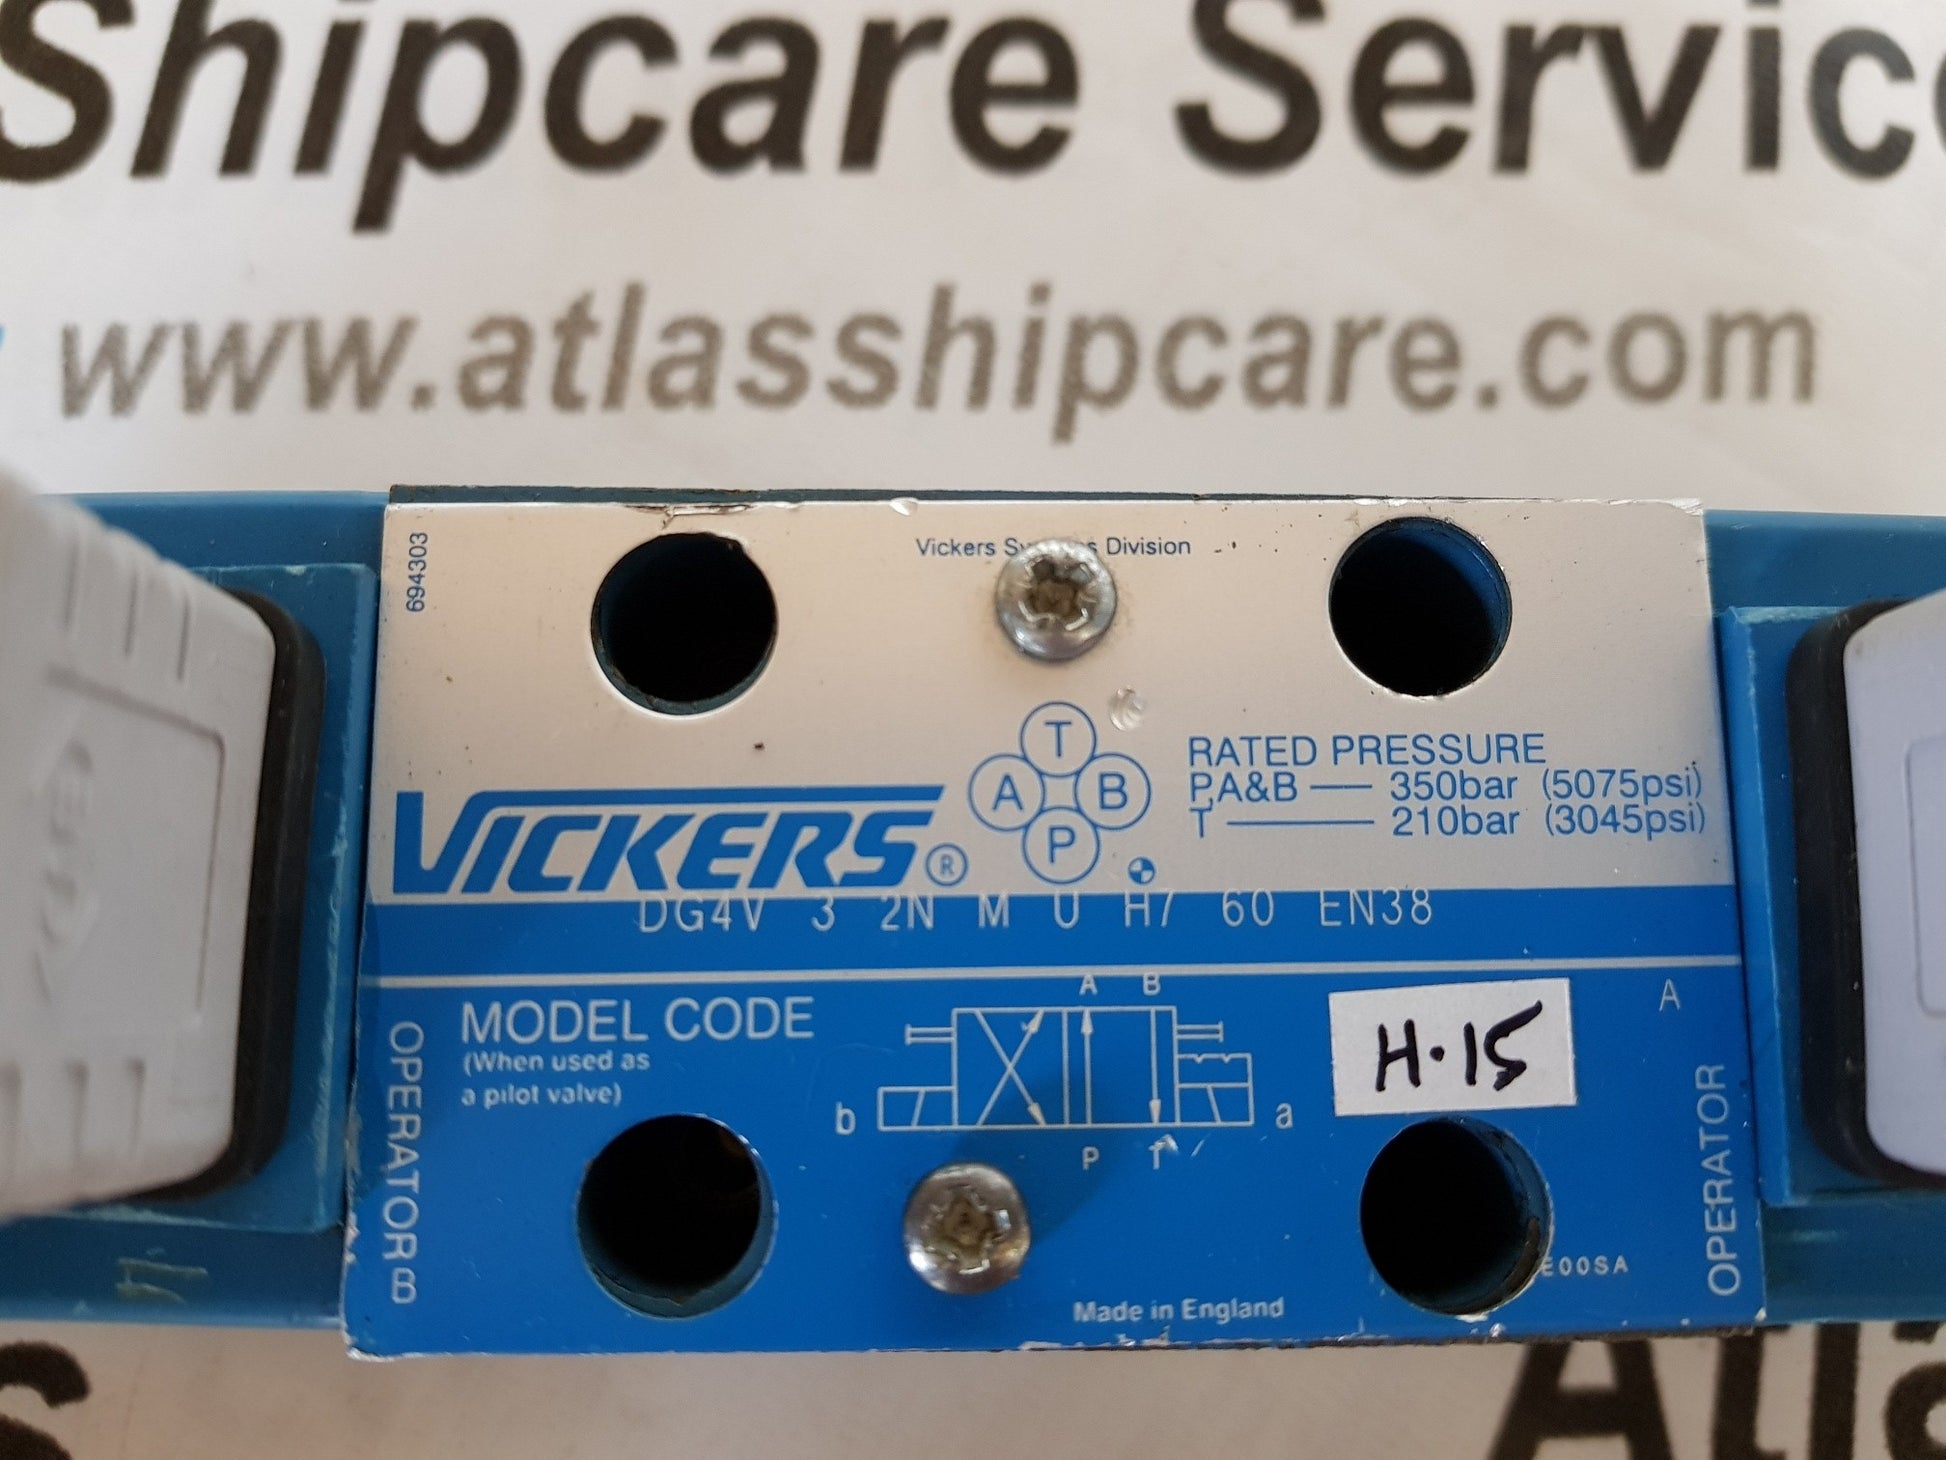 Shipcare Servic
www.atlasshipcare.com
694303
Vickers Division
T
A B
P
RATED PRESSURE
P,A&B — 350bar (5075psi)
T — 210bar (3045psi)
VICKERS®
DG4V 3 2N M U H7 60 EN38
MODEL CODE
(When used as
a pilot valve)
A B
b a
P T
H·15
A
OPERATOR B
OPERATOR
E00SA
Made in England